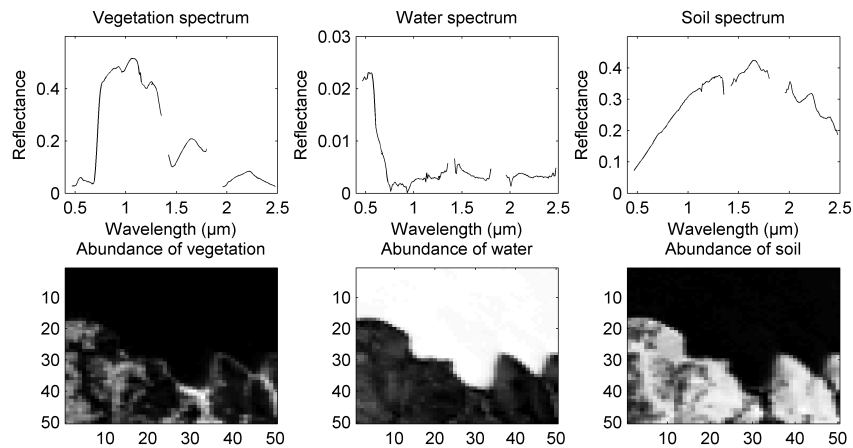 Vegetation spectrum
Water spectrum
Soil spectrum
Reflectance
0.4
0.2
0
0.5 1 1.5 2 2.5
Wavelength (µm)
Reflectance
0.03
0.02
0.01
0
0.5 1 1.5 2 2.5
Wavelength (µm)
Reflectance
0.4
0.3
0.2
0.1
0
0.5 1 1.5 2 2.5
Wavelength (µm)
Abundance of vegetation
10
20
30
40
50
10 20 30 40 50
Abundance of water
10
20
30
40
50
10 20 30 40 50
Abundance of soil
10
20
30
40
50
10 20 30 40 50